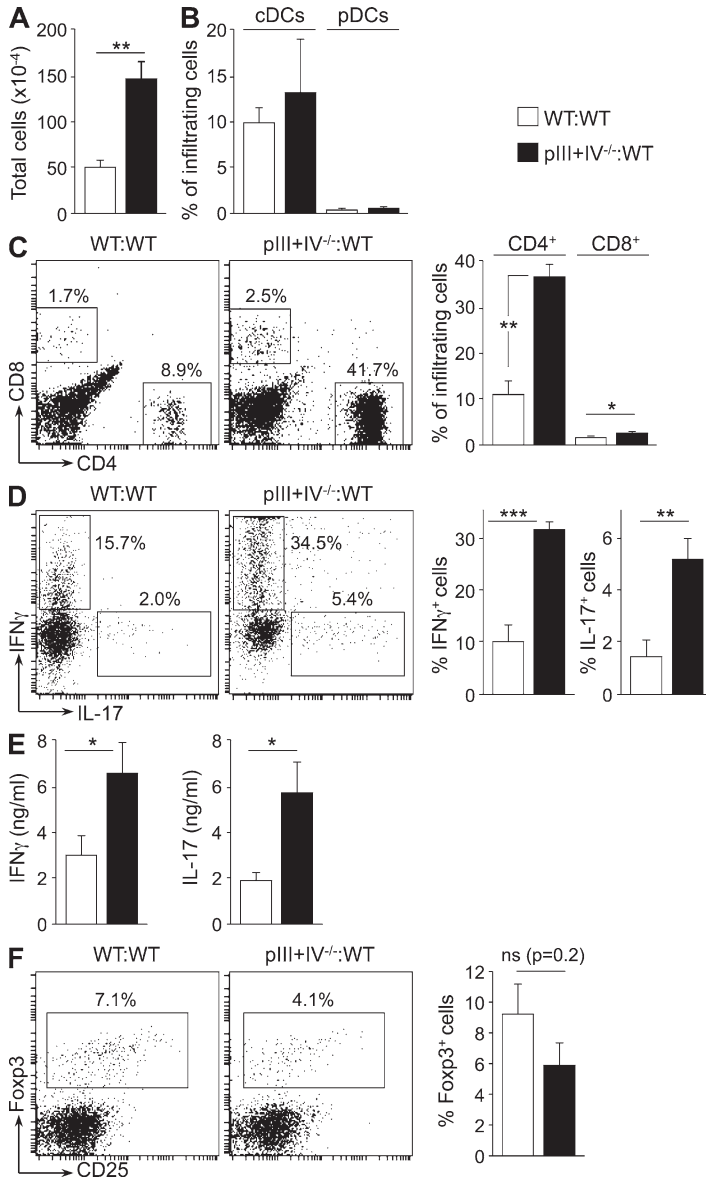 A
Total cells (x10-4)
200
150
100
50
0
**
B
% of infiltrating cells
20
15
10
5
0
cDCs pDCs
WT:WT
pIII+IV-/-:WT
C
WT:WT pIII+IV-/-:WT
1.7%
8.9%
2.5%
41.7%
CD8
CD4
% of infiltrating cells
40
30
20
10
0
CD4+ CD8+
**
*
D
WT:WT pIII+IV-/-:WT
15.7%
2.0%
34.5%
5.4%
IFNγ
IL-17
% IFNγ+ cells
30
20
10
0
***
% IL-17+ cells
6
4
2
0
**
E
IFNγ (ng/ml)
8
6
4
2
0
*
IL-17 (ng/ml)
8
6
4
2
0
*
F
WT:WT pIII+IV-/-:WT
7.1%
4.1%
Foxp3
CD25
ns (p=0.2)
% Foxp3+ cells
12
10
8
6
4
2
0